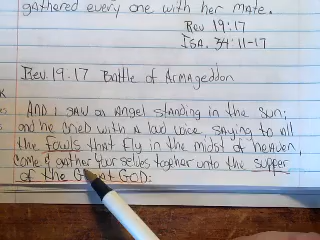 gathered every one with her mate.
Rev 19:17
ISA. 34:11-17
Rev. 19-17 Battle of Armageddon
AND I SAW an Angel standing in the sun;
and he cried with A loud voice, saying to all
the fowls that fly in the midst of heaven,
Come & gather your selves together unto the supper
of the Great GOD: